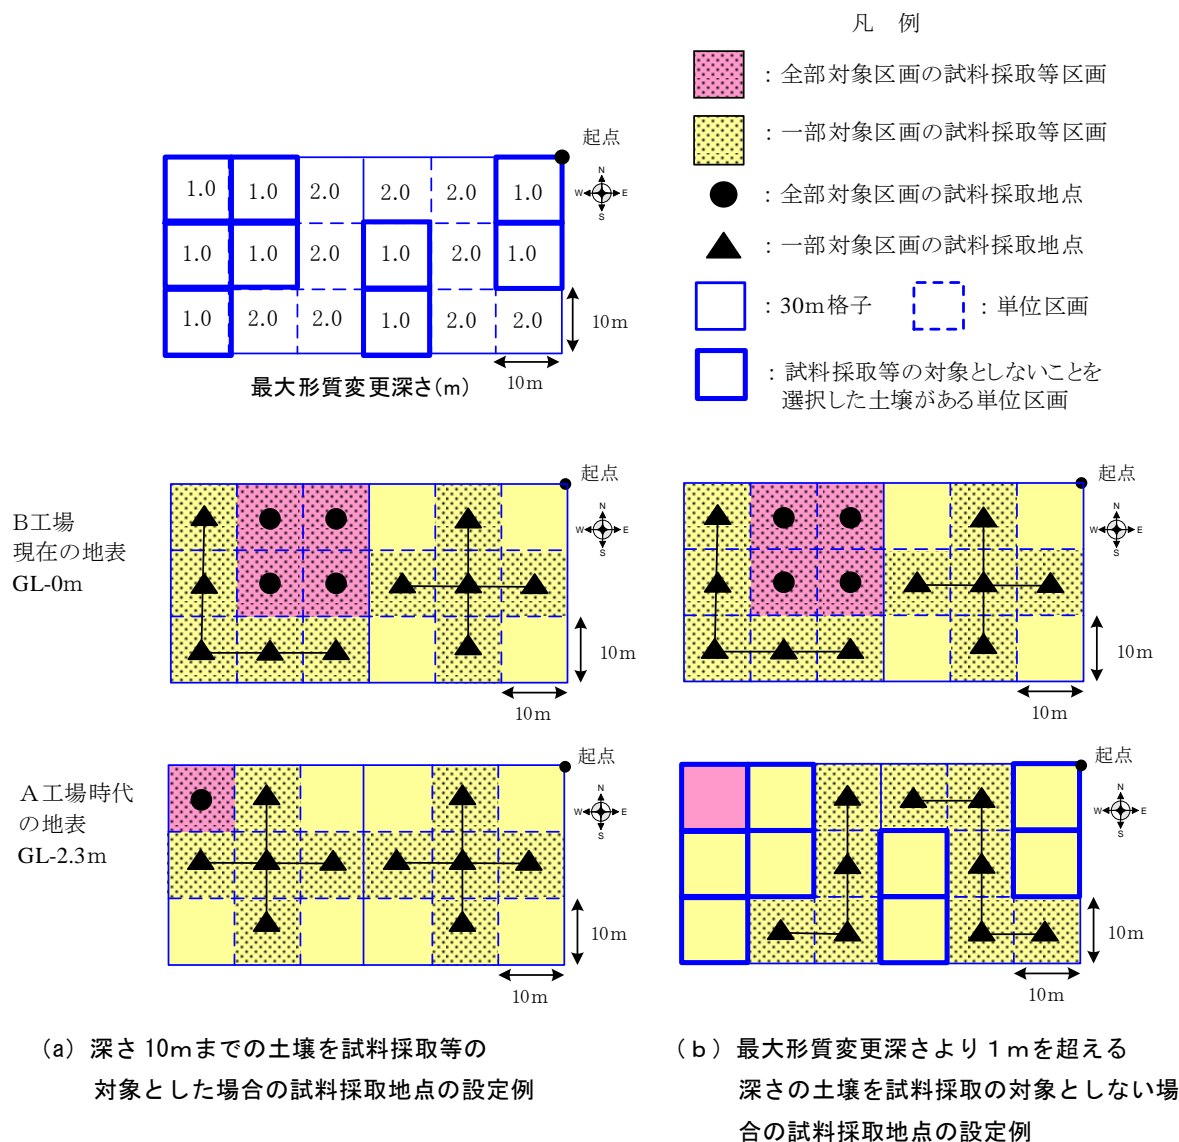 凡 例
：全部対象区画の試料採取等区画
：一部対象区画の試料採取等区画
：全部対象区画の試料採取地点
：一部対象区画の試料採取地点
：30m格子
：単位区画
：試料採取等の対象としないことを
選択した土壌がある単位区画
起点
N
W E
S
1.0 1.0 2.0 2.0 2.0 1.0
1.0 1.0 2.0 1.0 2.0 1.0
1.0 2.0 2.0 1.0 2.0 2.0
10m
最大形質変更深さ(m)
10m
B工場
現在の地表
GL-0m
起点
N
W E
S
10m
10m
起点
N
W E
S
10m
10m
A工場時代
の地表
GL-2.3m
起点
N
W E
S
10m
10m
起点
N
W E
S
10m
10m
(a) 深さ10mまでの土壌を試料採取等の
対象とした場合の試料採取地点の設定例
(ｂ) 最大形質変更深さより１ｍを超える
深さの土壌を試料採取の対象としない場
合の試料採取地点の設定例